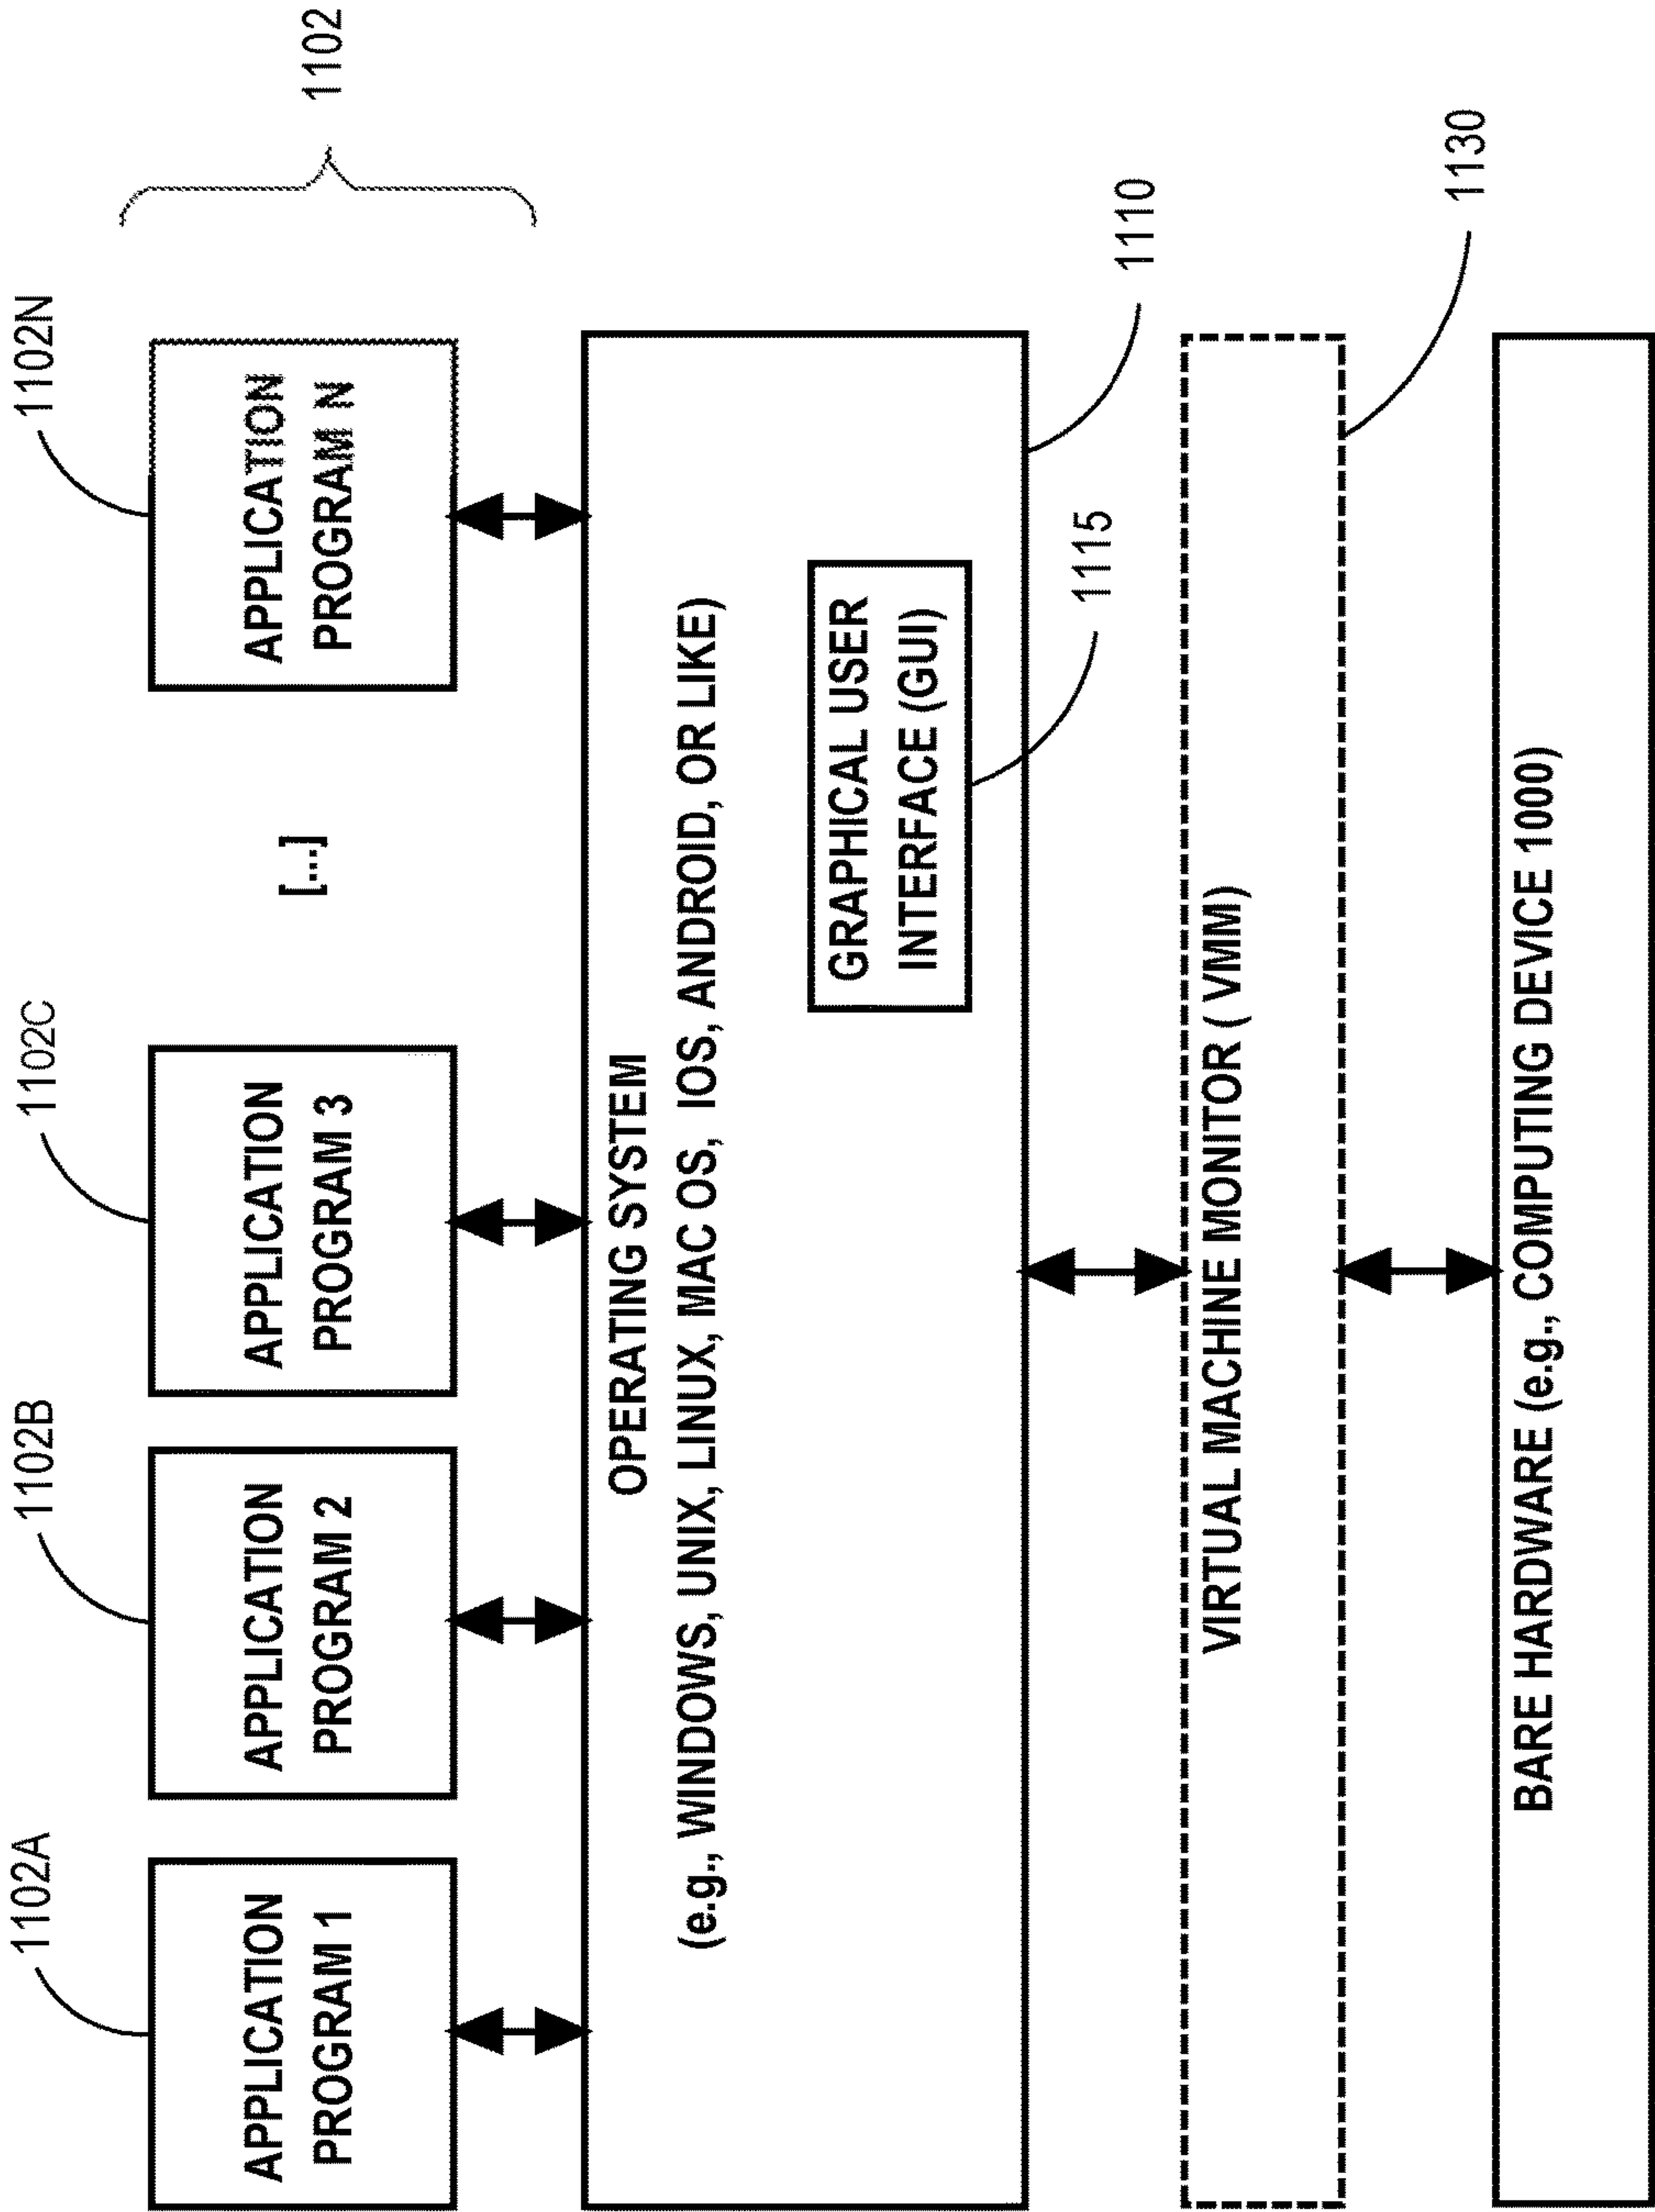 1102A
1102B
1102C
1102N
1102
APPLICATION
PROGRAM 1
APPLICATION
PROGRAM 2
APPLICATION
PROGRAM 3
[...]
APPLICATION
PROGRAM N
OPERATING SYSTEM
(e.g., WINDOWS, UNIX, LINUX, MAC OS, IOS, ANDROID, OR LIKE)
GRAPHICAL USER
INTERFACE (GUI)
1110
1115
VIRTUAL MACHINE MONITOR ( VMM)
1130
BARE HARDWARE (e.g., COMPUTING DEVICE 1000)